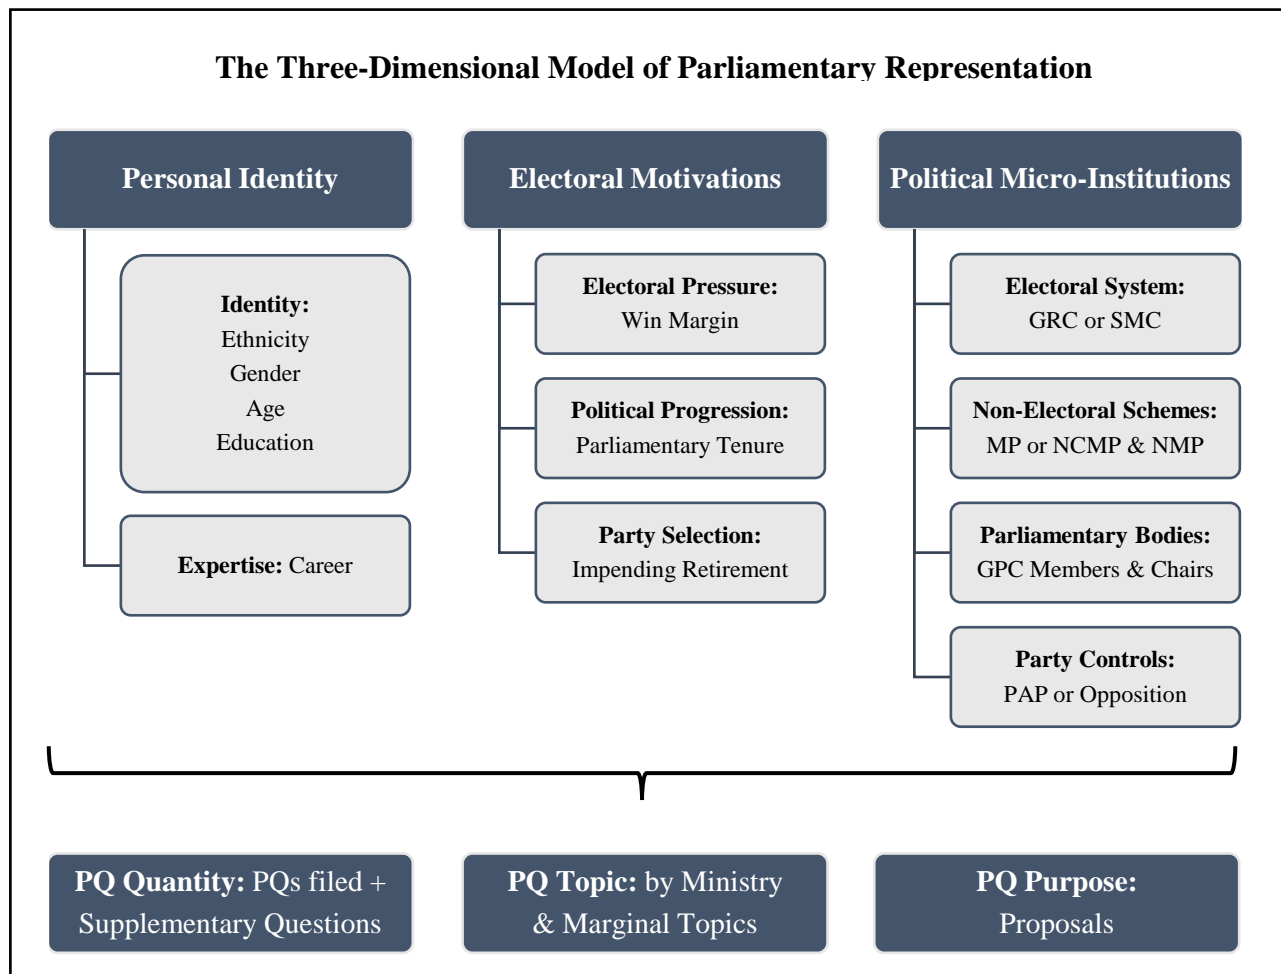 The Three-Dimensional Model of Parliamentary Representation
Personal Identity
Identity:
Ethnicity
Gender
Age
Education
Expertise: Career
Electoral Motivations
Electoral Pressure:
Win Margin
Political Progression:
Parliamentary Tenure
Party Selection:
Impending Retirement
Political Micro-Institutions
Electoral System:
GRC or SMC
Non-Electoral Schemes:
MP or NCMP & NMP
Parliamentary Bodies:
GPC Members & Chairs
Party Controls:
PAP or Opposition
PQ Quantity: PQs filed +
Supplementary Questions
PQ Topic: by Ministry
& Marginal Topics
PQ Purpose:
Proposals